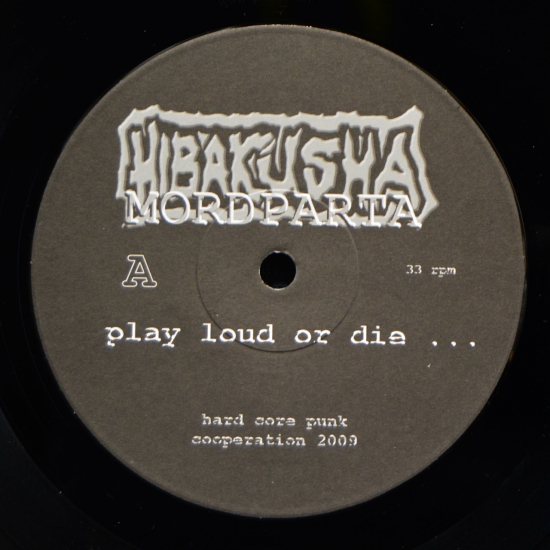 HIBAKUSHA
MORDPARTA
A
33 rpm
play loud or die ...
hard core punk
cooperation 2009